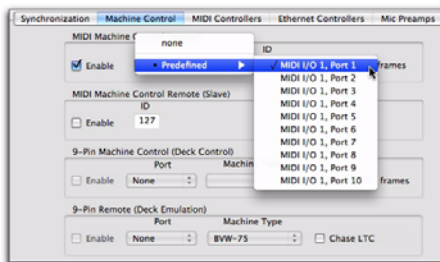 Synchronization Machine Control MIDI Controllers Ethernet Controllers Mic Preamps
MIDI Machine
none
ID
Enable
• Predefined
✓ MIDI I/O 1, Port 1
frames
MIDI I/O 1, Port 2
MIDI I/O 1, Port 3
MIDI I/O 1, Port 4
MIDI I/O 1, Port 5
MIDI I/O 1, Port 6
MIDI I/O 1, Port 7
MIDI I/O 1, Port 8
MIDI I/O 1, Port 9
MIDI I/O 1, Port 10
MIDI Machine Control Remote (Slave)
ID
Enable 127
9-Pin Machine Control (Deck Control)
Port Machin
Enable None frames
9-Pin Remote (Deck Emulation)
Port Machine Type
Enable None BVW-75 Chase LTC